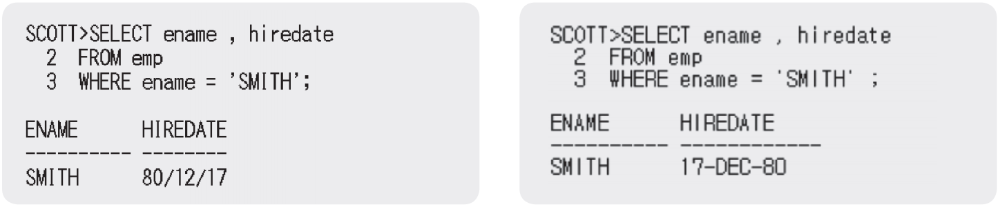 SCOTT>SELECT ename , hiredate
2 FROM emp
3 WHERE ename = 'SMITH';
ENAME HIREDATE
---------- --------
SMITH 80/12/17
SCOTT>SELECT ename , hiredate
2 FROM emp
3 WHERE ename = 'SMITH' ;
ENAME HIREDATE
---------- ------------
SMITH 17-DEC-80